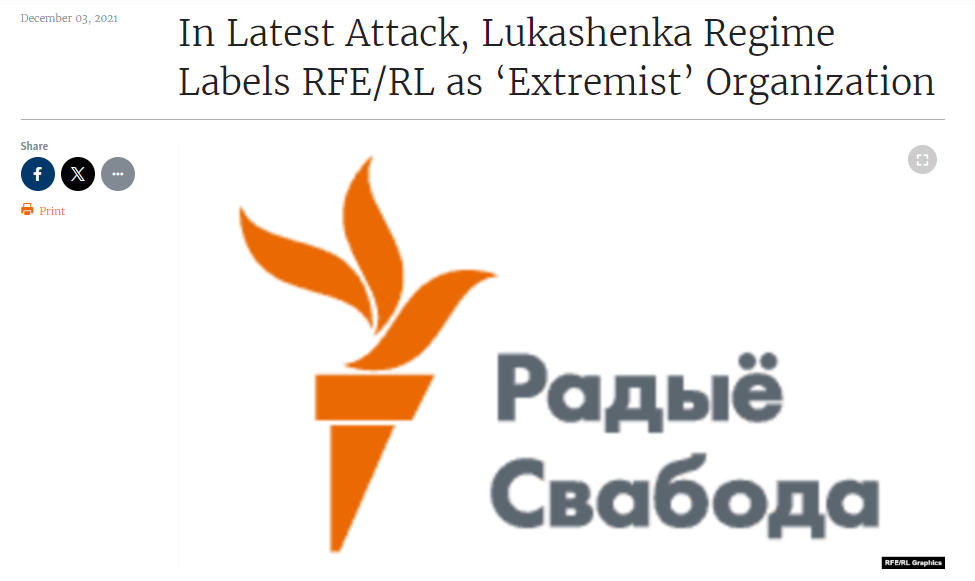 December 03, 2021
In Latest Attack, Lukashenka Regime
Labels RFE/RL as ‘Extremist’ Organization
Share
Print
Радыё
Свабода
RFE/RL Graphics